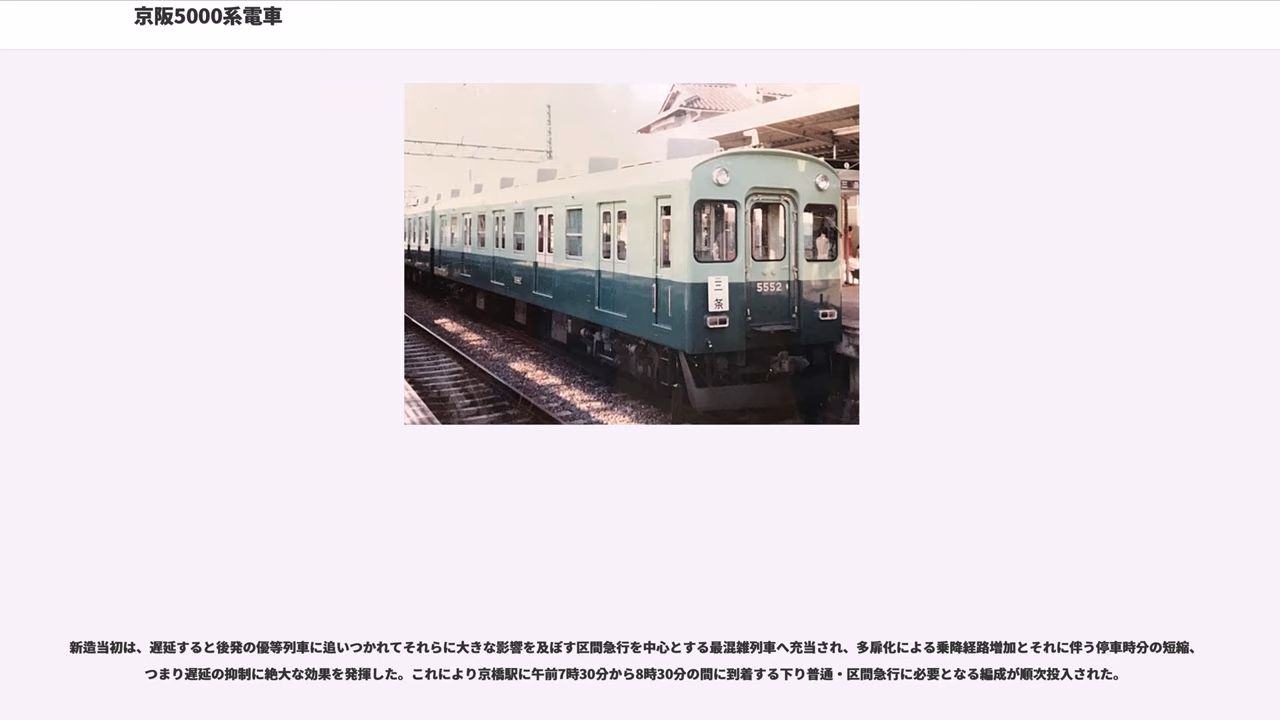 京阪5000系電車
三条
5552
新造当初は、遅延すると後発の優等列車に追いつかれてそれらに大きな影響を及ぼす区間急行を中心とする最混雑列車へ充当され、多扉化による乗降経路増加とそれに伴う停車時分の短縮、
つまり遅延の抑制に絶大な効果を発揮した。これにより京橋駅に午前7時30分から8時30分の間に到着する下り普通・区間急行に必要となる編成が順次投入された。